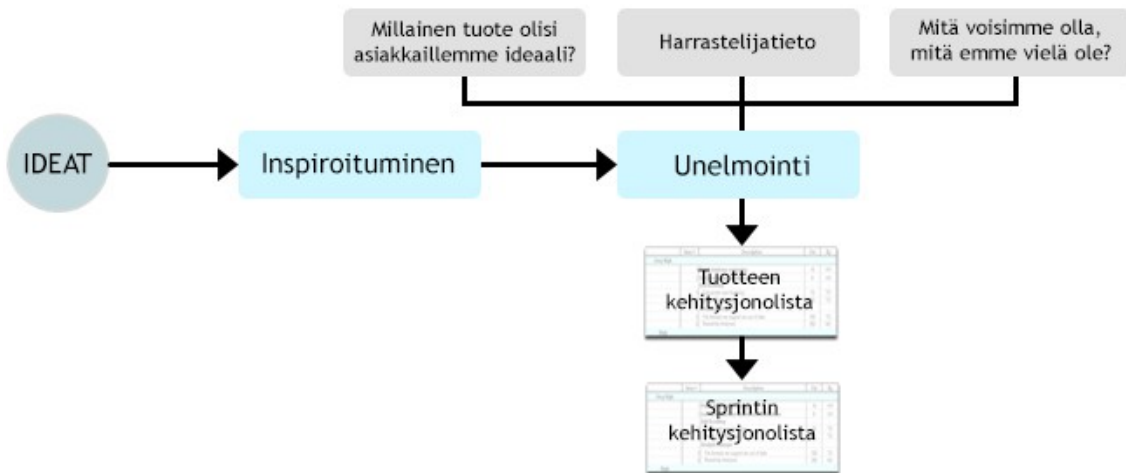 Millainen tuote olisi
asiakkaillemme ideaali?
Harrastelijatieto
Mitä voisimme olla,
mitä emme vielä ole?
IDEAT
Inspiroituminen
Unelmointi
Tuotteen
kehitysjonolista
Sprintin
kehitysjonolista